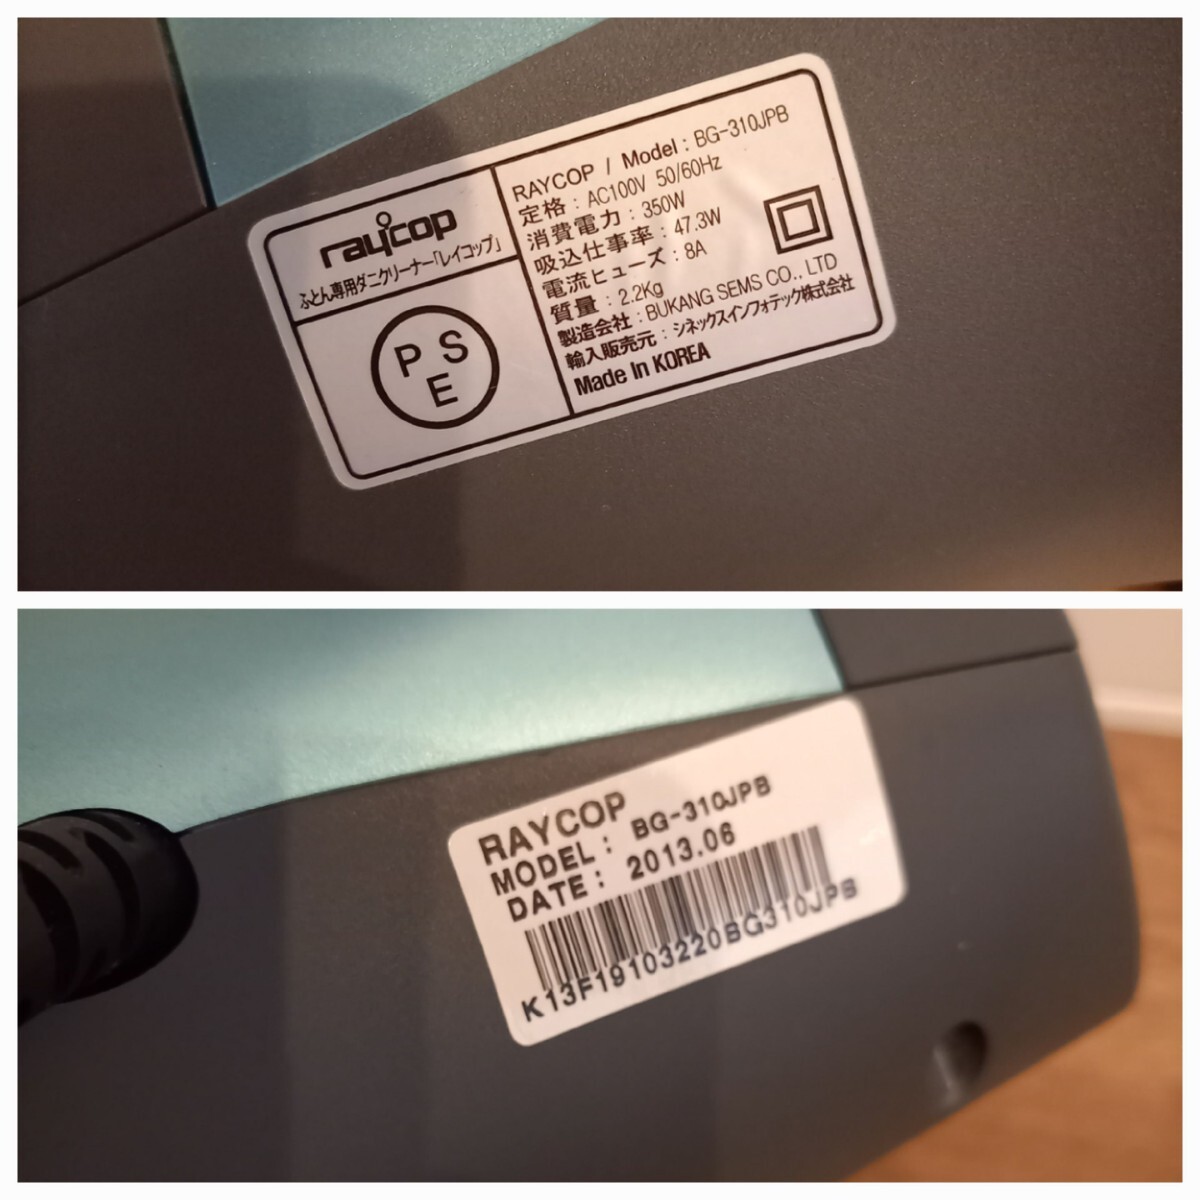 raycop
ふとん専用ダニクリーナー「レイコップ」
P S
E
RAYCOP / Model : BG-310JPB
定格 : AC100V 50/60Hz
消費電力 : 350W
吸込仕事率 : 47.3W
電流ヒューズ : 8A
質量 : 2.2Kg
製造会社 : BUKANG SEMS CO., LTD
輸入販売元 : シネックスインフォテック株式会社
Made In KOREA
RAYCOP
MODEL : BG-310JPB
DATE : 2013.06
K13F19103220BG310JPB